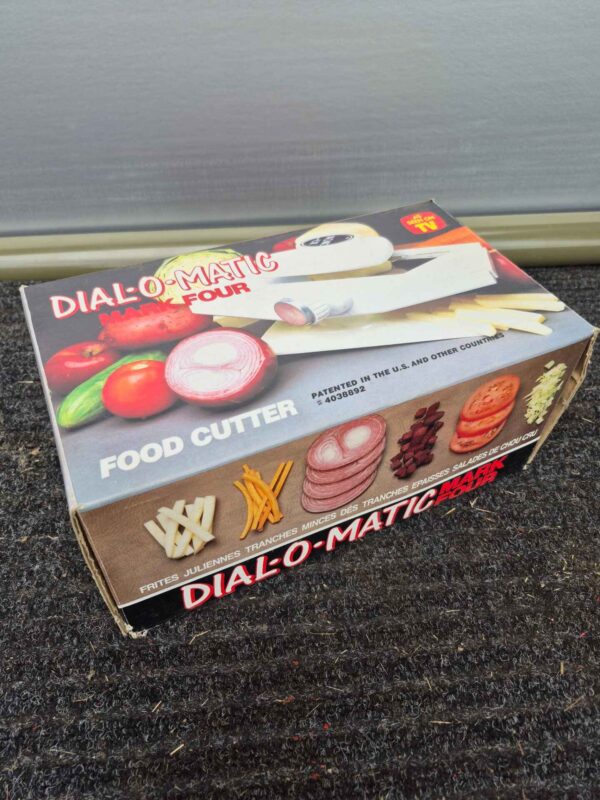 AS
SEEN ON
TV
DIAL-O-MATIC
MARK FOUR
PATENTED IN THE U.S. AND OTHER COUNTRIES
# 4038892
FOOD CUTTER
FRITES JULIENNES TRANCHES MINCES DES TRANCHES EPAISSES SALADES DE CHOU CRU
DIAL-O-MATIC MARK FOUR